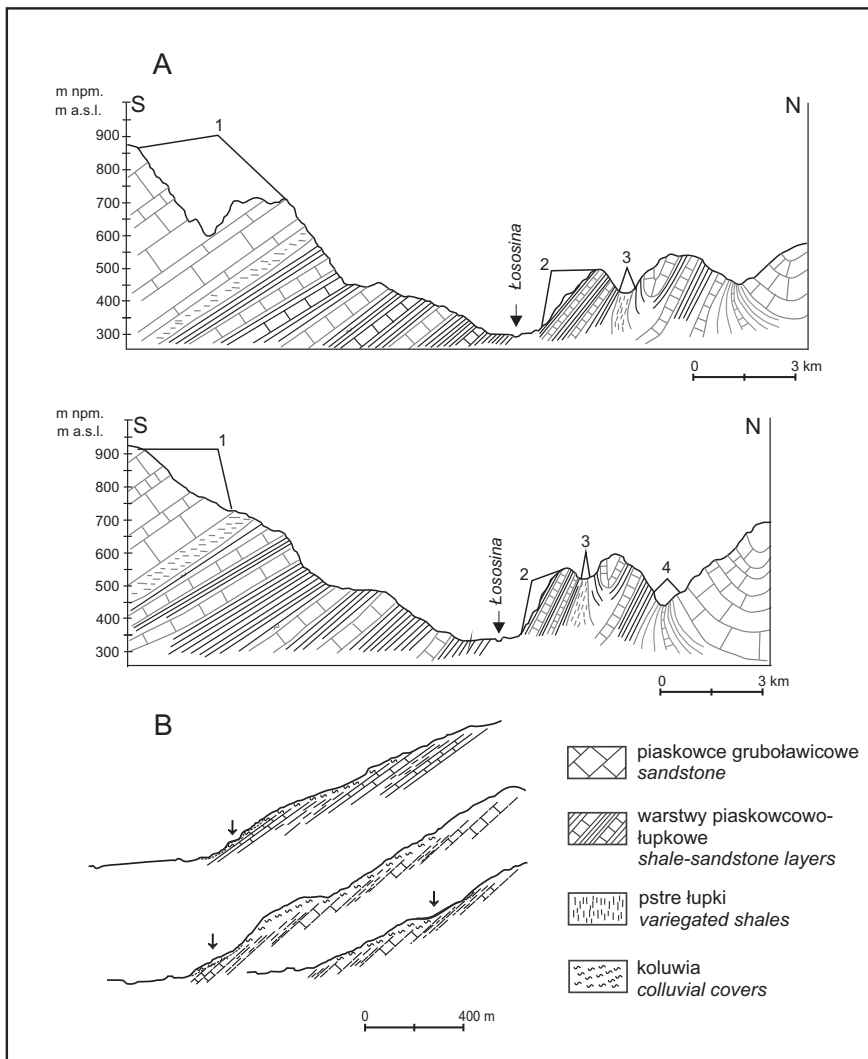 A
m npm.
m a.s.l.
S
N
1
900
800
700
600
500
400
300
Łososina
2
3
0 3 km
m npm.
m a.s.l.
S
N
1
900
800
700
600
500
400
300
Łososina
2
3
4
0 3 km
B
0 400 m
piaskowce gruboławicowe
sandstone
warstwy piaskowcowo-
łupkowe
shale-sandstone layers
pstre łupki
variegated shales
koluwia
colluvial covers